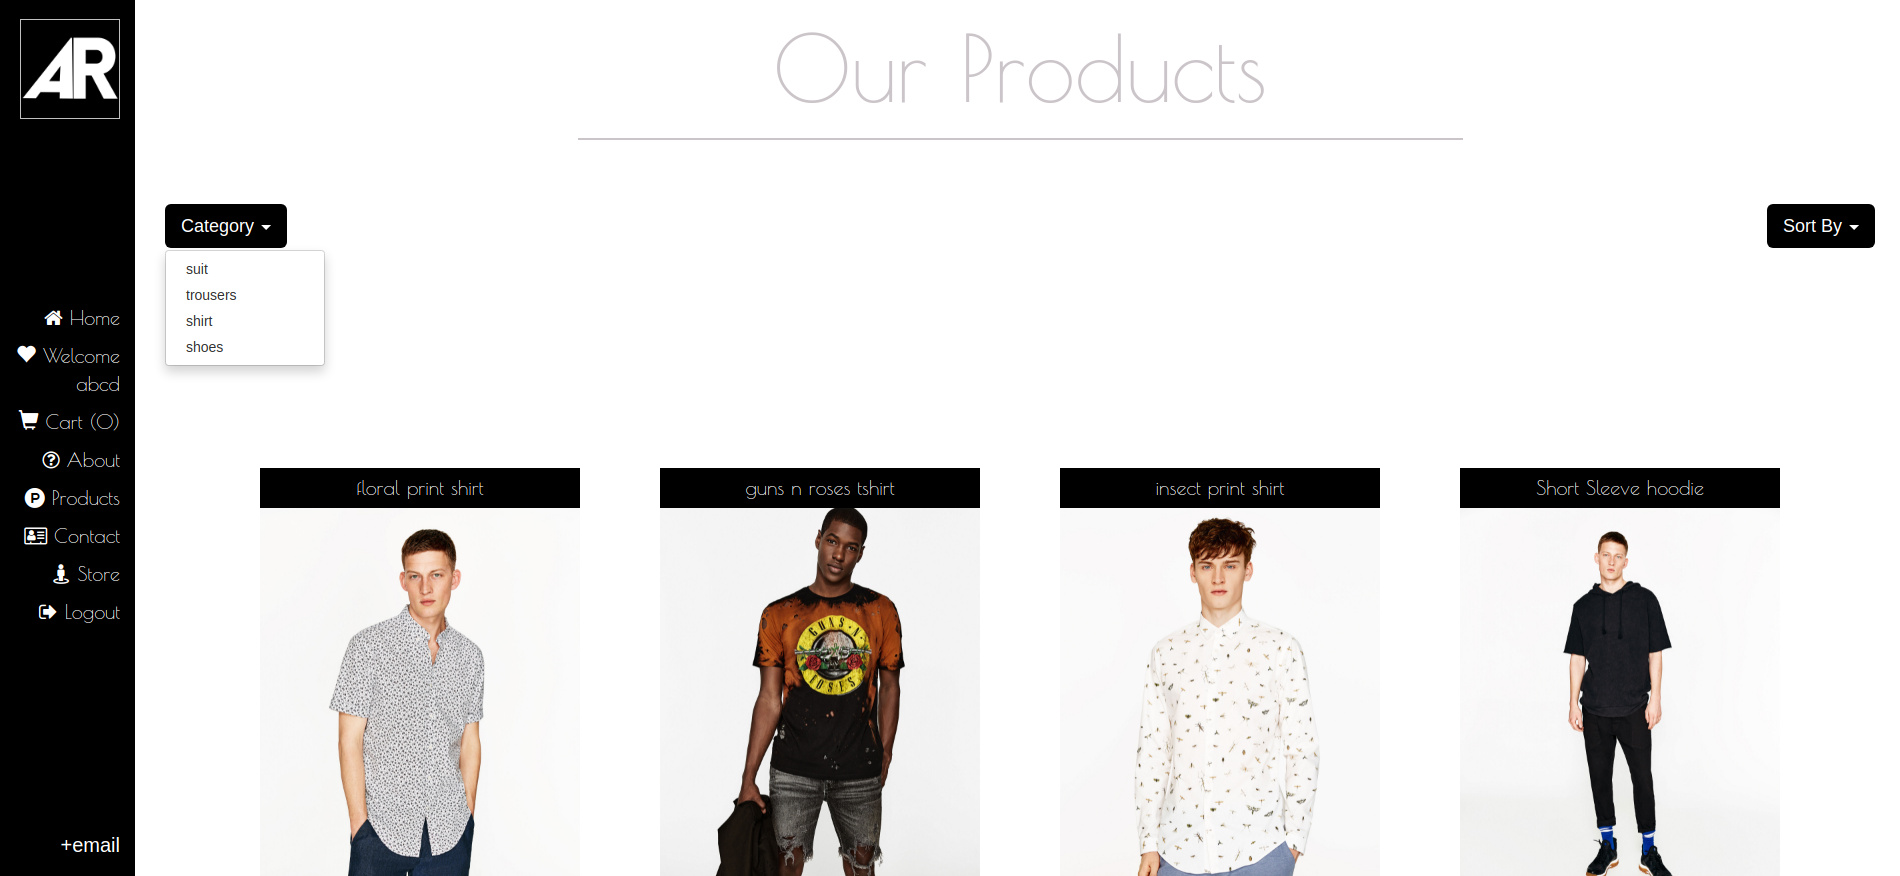 AR
Our Products
Category
Sort By
suit
trousers
shirt
shoes
Home
Welcome
abcd
Cart (0)
About
P Products
Contact
Store
Logout
+email
floral print shirt
guns n roses tshirt
insect print shirt
Short Sleeve hoodie
GUNS N
ROSES